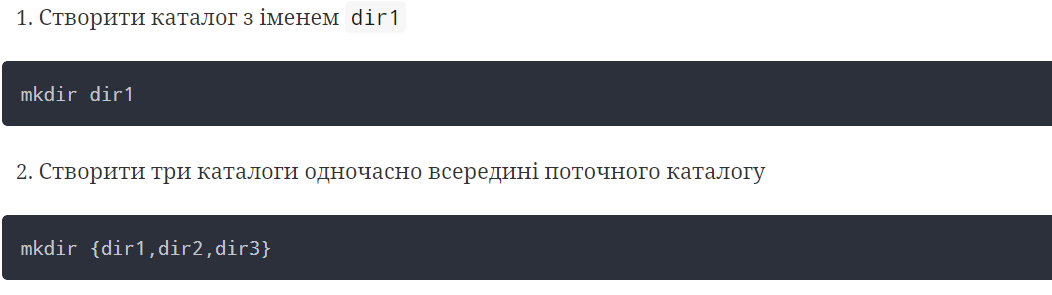 1. Створити каталог з іменем dir1
mkdir dir1
2. Створити три каталоги одночасно всередині поточного каталогу
mkdir {dir1,dir2,dir3}